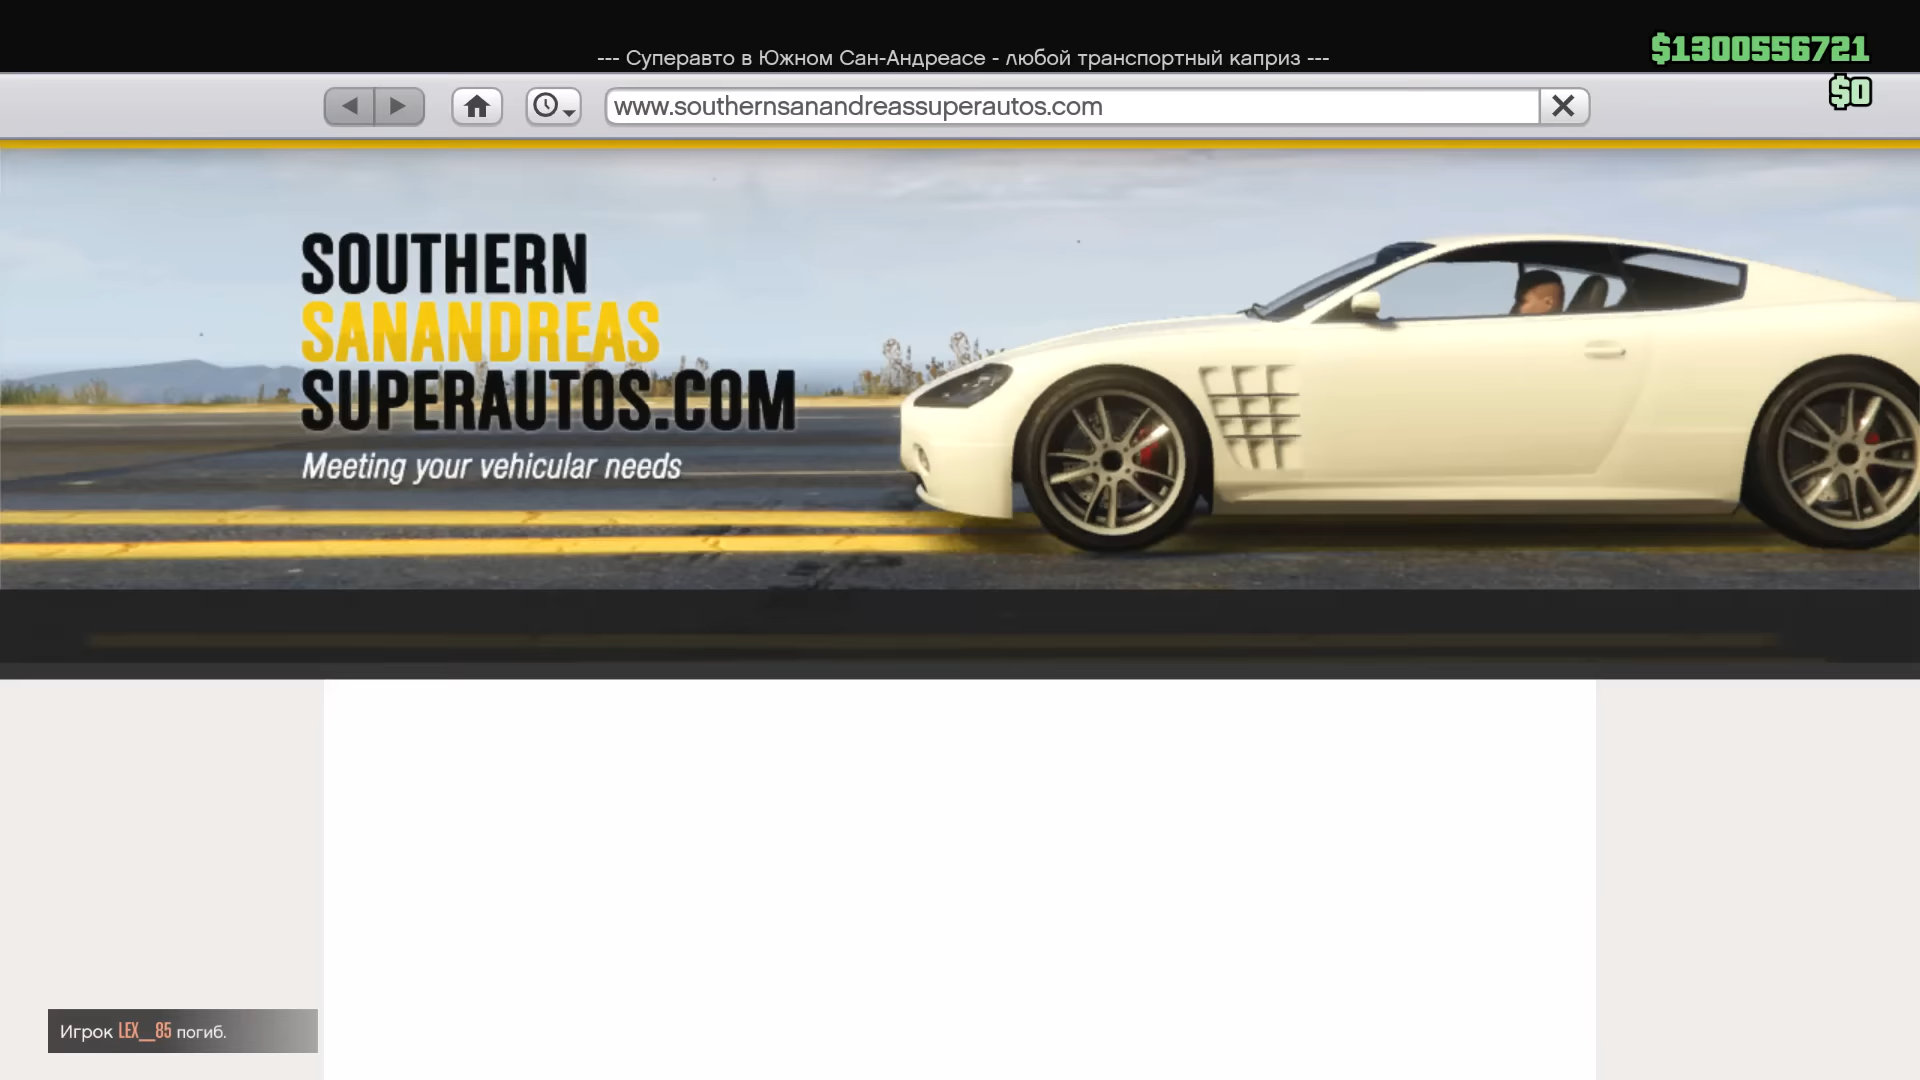 --- Суперавто в Южном Сан-Андреасе - любой транспортный каприз ---
$1300556721
$0
www.southernsanandreassuperautos.com
SOUTHERN
SANANDREAS
SUPERAUTOS.COM
Meeting your vehicular needs
Игрок LEX__85 погиб.